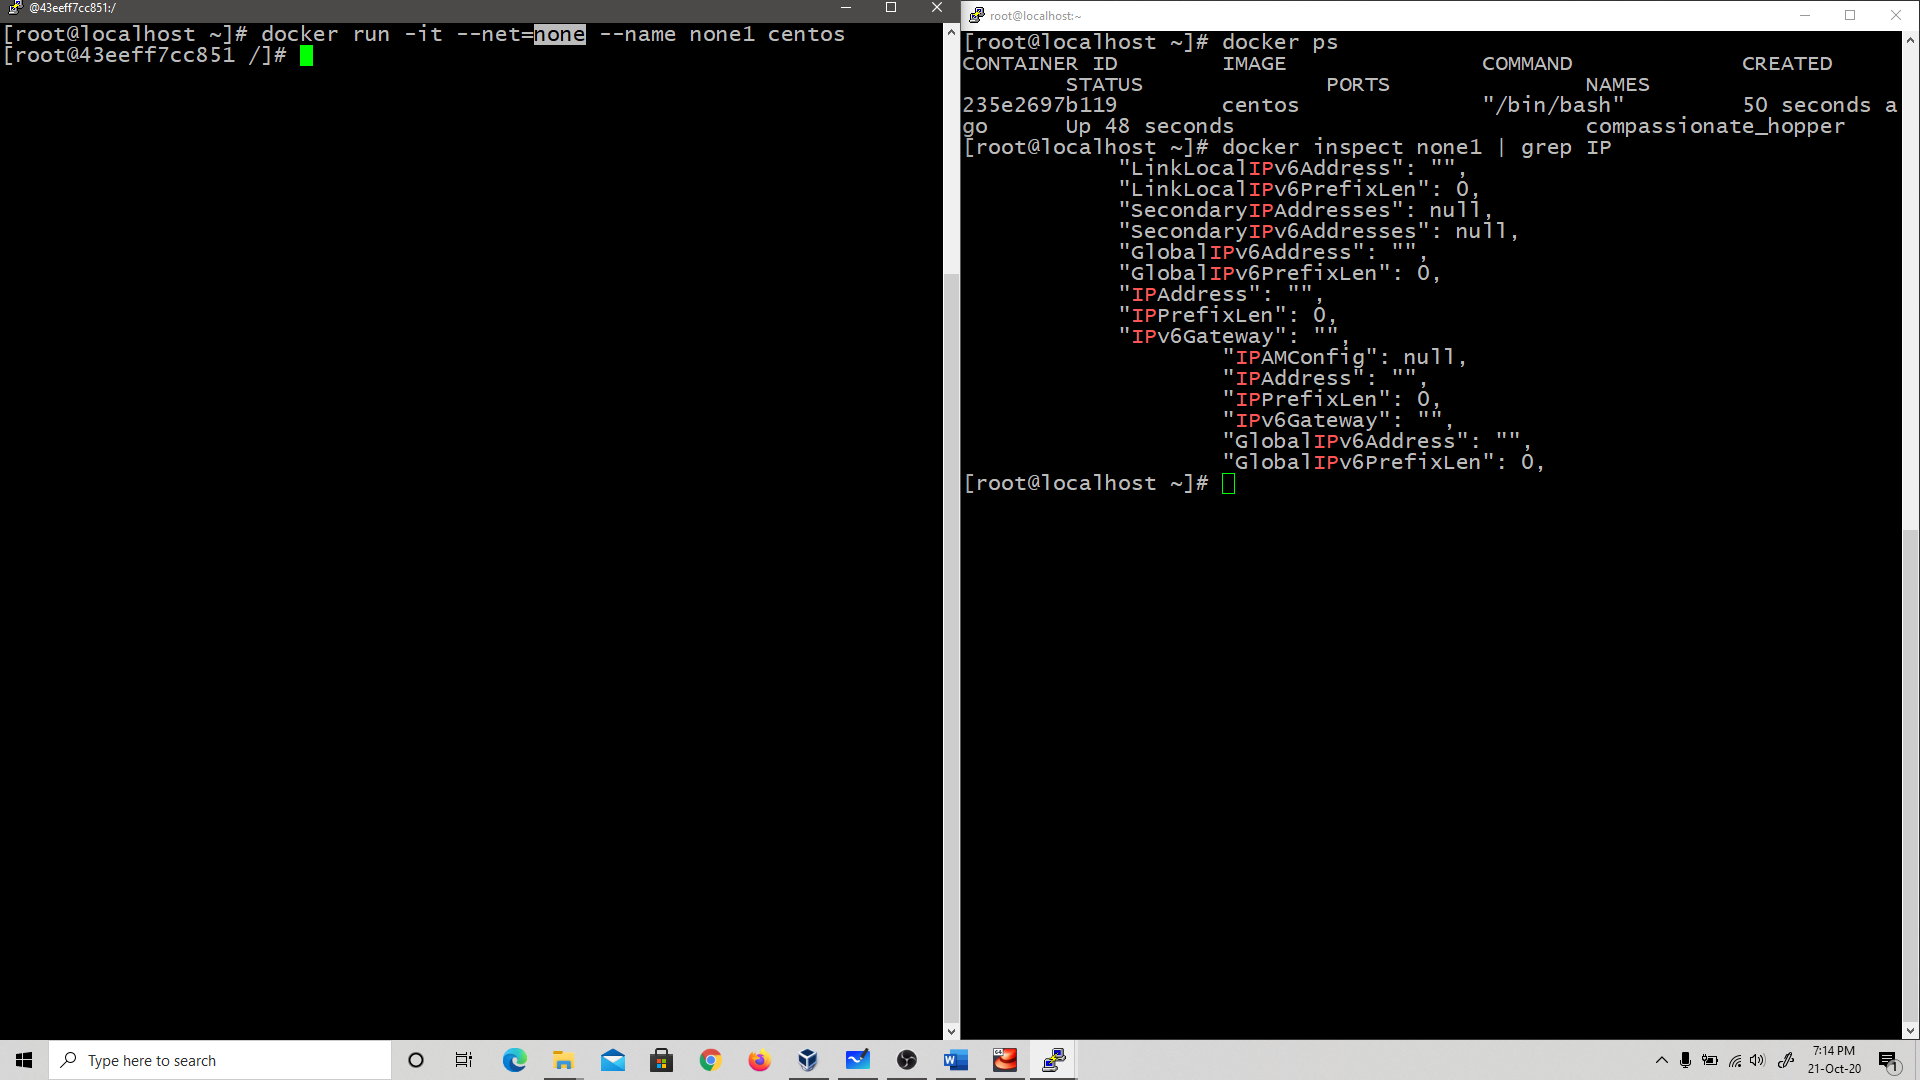 @43eeff7cc851:/
[root@localhost ~]# docker run -it --net=none --name none1 centos
[root@43eeff7cc851 /]#
root@localhost:~
[root@localhost ~]# docker ps
CONTAINER ID        IMAGE               COMMAND             CREATED
        STATUS              PORTS               NAMES
235e2697b119        centos              "/bin/bash"         50 seconds a
go      Up 48 seconds                           compassionate_hopper
[root@localhost ~]# docker inspect none1 | grep IP
            "LinkLocalIPv6Address": "",
            "LinkLocalIPv6PrefixLen": 0,
            "SecondaryIPAddresses": null,
            "SecondaryIPv6Addresses": null,
            "GlobalIPv6Address": "",
            "GlobalIPv6PrefixLen": 0,
            "IPAddress": "",
            "IPPrefixLen": 0,
            "IPv6Gateway": "",
                    "IPAMConfig": null,
                    "IPAddress": "",
                    "IPPrefixLen": 0,
                    "IPv6Gateway": "",
                    "GlobalIPv6Address": "",
                    "GlobalIPv6PrefixLen": 0,
[root@localhost ~]#
Type here to search
7:14 PM
21-Oct-20
1